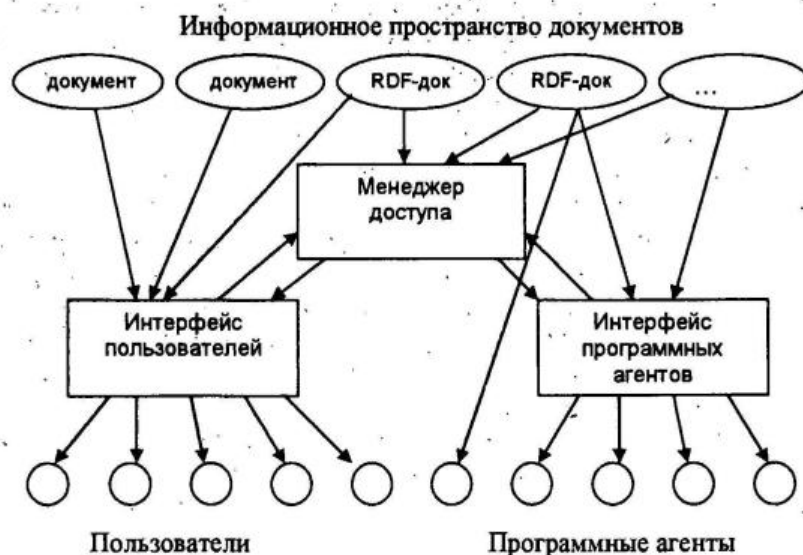 Информационное пространство документов
документ документ RDF-док RDF-док ...
Менеджер
доступа
Интерфейс
пользователей
Интерфейс
программных
агентов
Пользователи Программные агенты